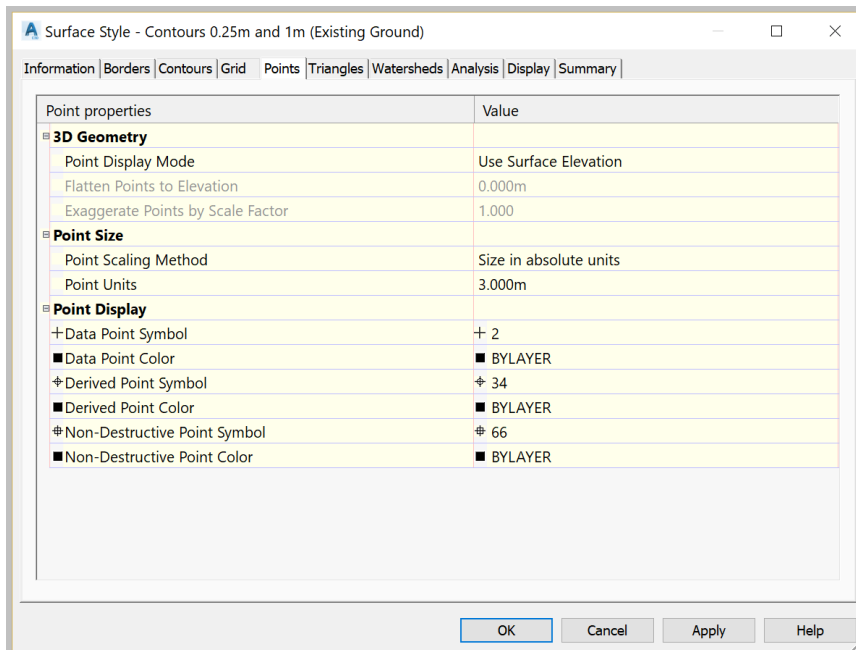 Surface Style - Contours 0.25m and 1m (Existing Ground)
Information Borders Contours Grid Points Triangles Watersheds Analysis Display Summary
Point properties Value
3D Geometry
Point Display Mode Use Surface Elevation
Flatten Points to Elevation 0.000m
Exaggerate Points by Scale Factor 1.000
Point Size
Point Scaling Method Size in absolute units
Point Units 3.000m
Point Display
Data Point Symbol 2
Data Point Color BYLAYER
Derived Point Symbol 34
Derived Point Color BYLAYER
Non-Destructive Point Symbol 66
Non-Destructive Point Color BYLAYER
OK Cancel Apply Help